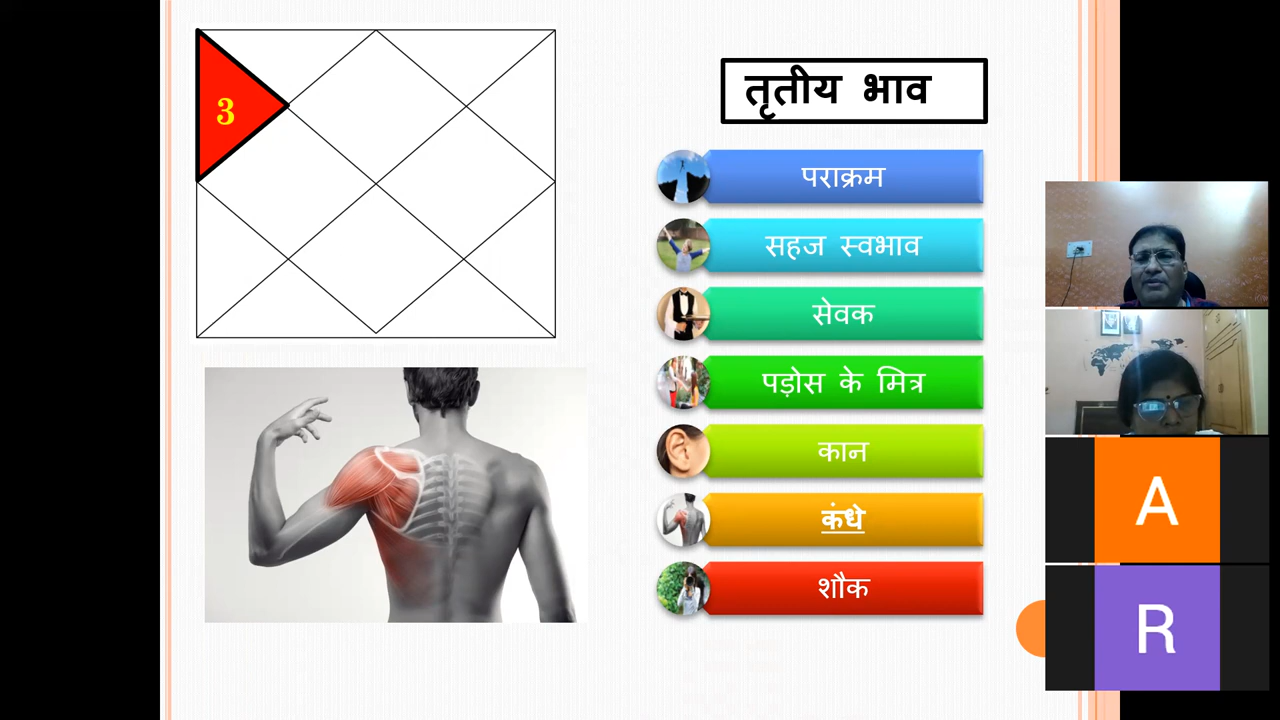 3
तृतीय भाव
पराक्रम
सहज स्वभाव
सेवक
पड़ोस के मित्र
कान
कंधे
शौक
A
R